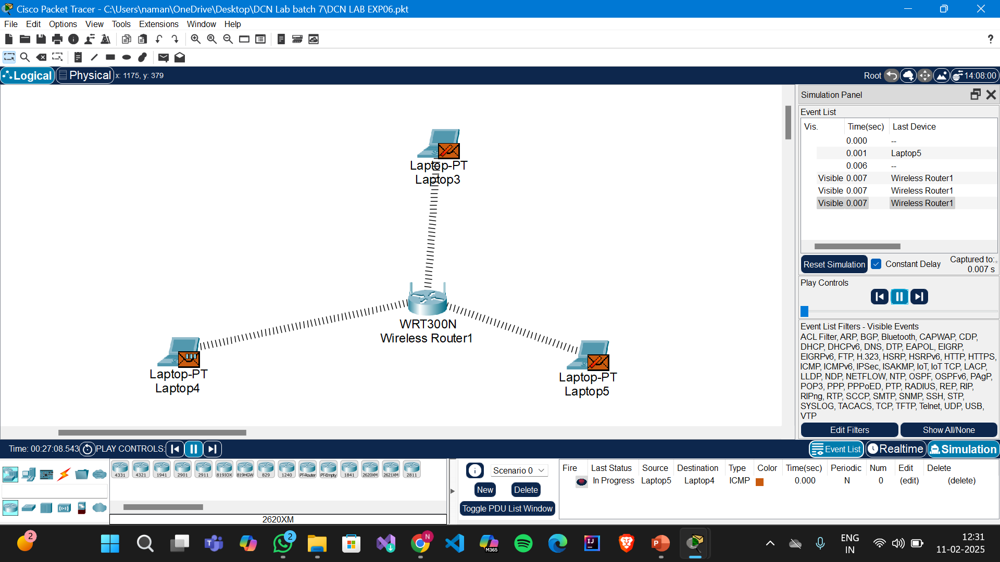 Cisco Packet Tracer - C:\Users\naman\OneDrive\Desktop\DCN Lab batch 7\DCN LAB EXP06.pkt
File Edit Options View Tools Extensions Window Help
?
Logical Physical x: 1175, y: 379
Root 14:08:00
Simulation Panel
Event List
Vis. Time(sec) Last Device
0.000 --
0.001 Laptop5
0.006 --
Visible 0.007 Wireless Router1
Visible 0.007 Wireless Router1
Visible 0.007 Wireless Router1
Reset Simulation Constant Delay Captured to:
0.007 s
Play Controls
Event List Filters - Visible Events
ACL Filter, ARP, BGP, Bluetooth, CAPWAP, CDP,
DHCP, DHCPv6, DNS, DTP, EAPOL, EIGRP,
EIGRPv6, FTP, H.323, HSRP, HSRPv6, HTTP, HTTPS,
ICMP, ICMPv6, IPSec, ISAKMP, IoT, IoT TCP, LACP,
LLDP, NDP, NETFLOW, NTP, OSPF, OSPFv6, PAgP,
POP3, PPP, PPPoED, PTP, RADIUS, REP, RIP,
RIPng, RTP, SCCP, SMTP, SNMP, SSH, STP,
SYSLOG, TACACS, TCP, TFTP, Telnet, UDP, USB,
VTP
Edit Filters Show All/None
Laptop-PT
Laptop3
WRT300N
Wireless Router1
Laptop-PT
Laptop4
Laptop-PT
Laptop5
Time: 00:27:08.543 PLAY CONTROLS:
Event List Realtime Simulation
4331 4321 1941 2901 2911 819IOX 819HGW 829 1240 PT-Router PT-Empty 1841 2620XM 2621XM 2811
2620XM
Scenario 0
New Delete
Toggle PDU List Window
Fire Last Status Source Destination Type Color Time(sec) Periodic Num Edit Delete
In Progress Laptop5 Laptop4 ICMP 0.000 N 0 (edit) (delete)
2
2
N
M365
ENG
IN
12:31
11-02-2025